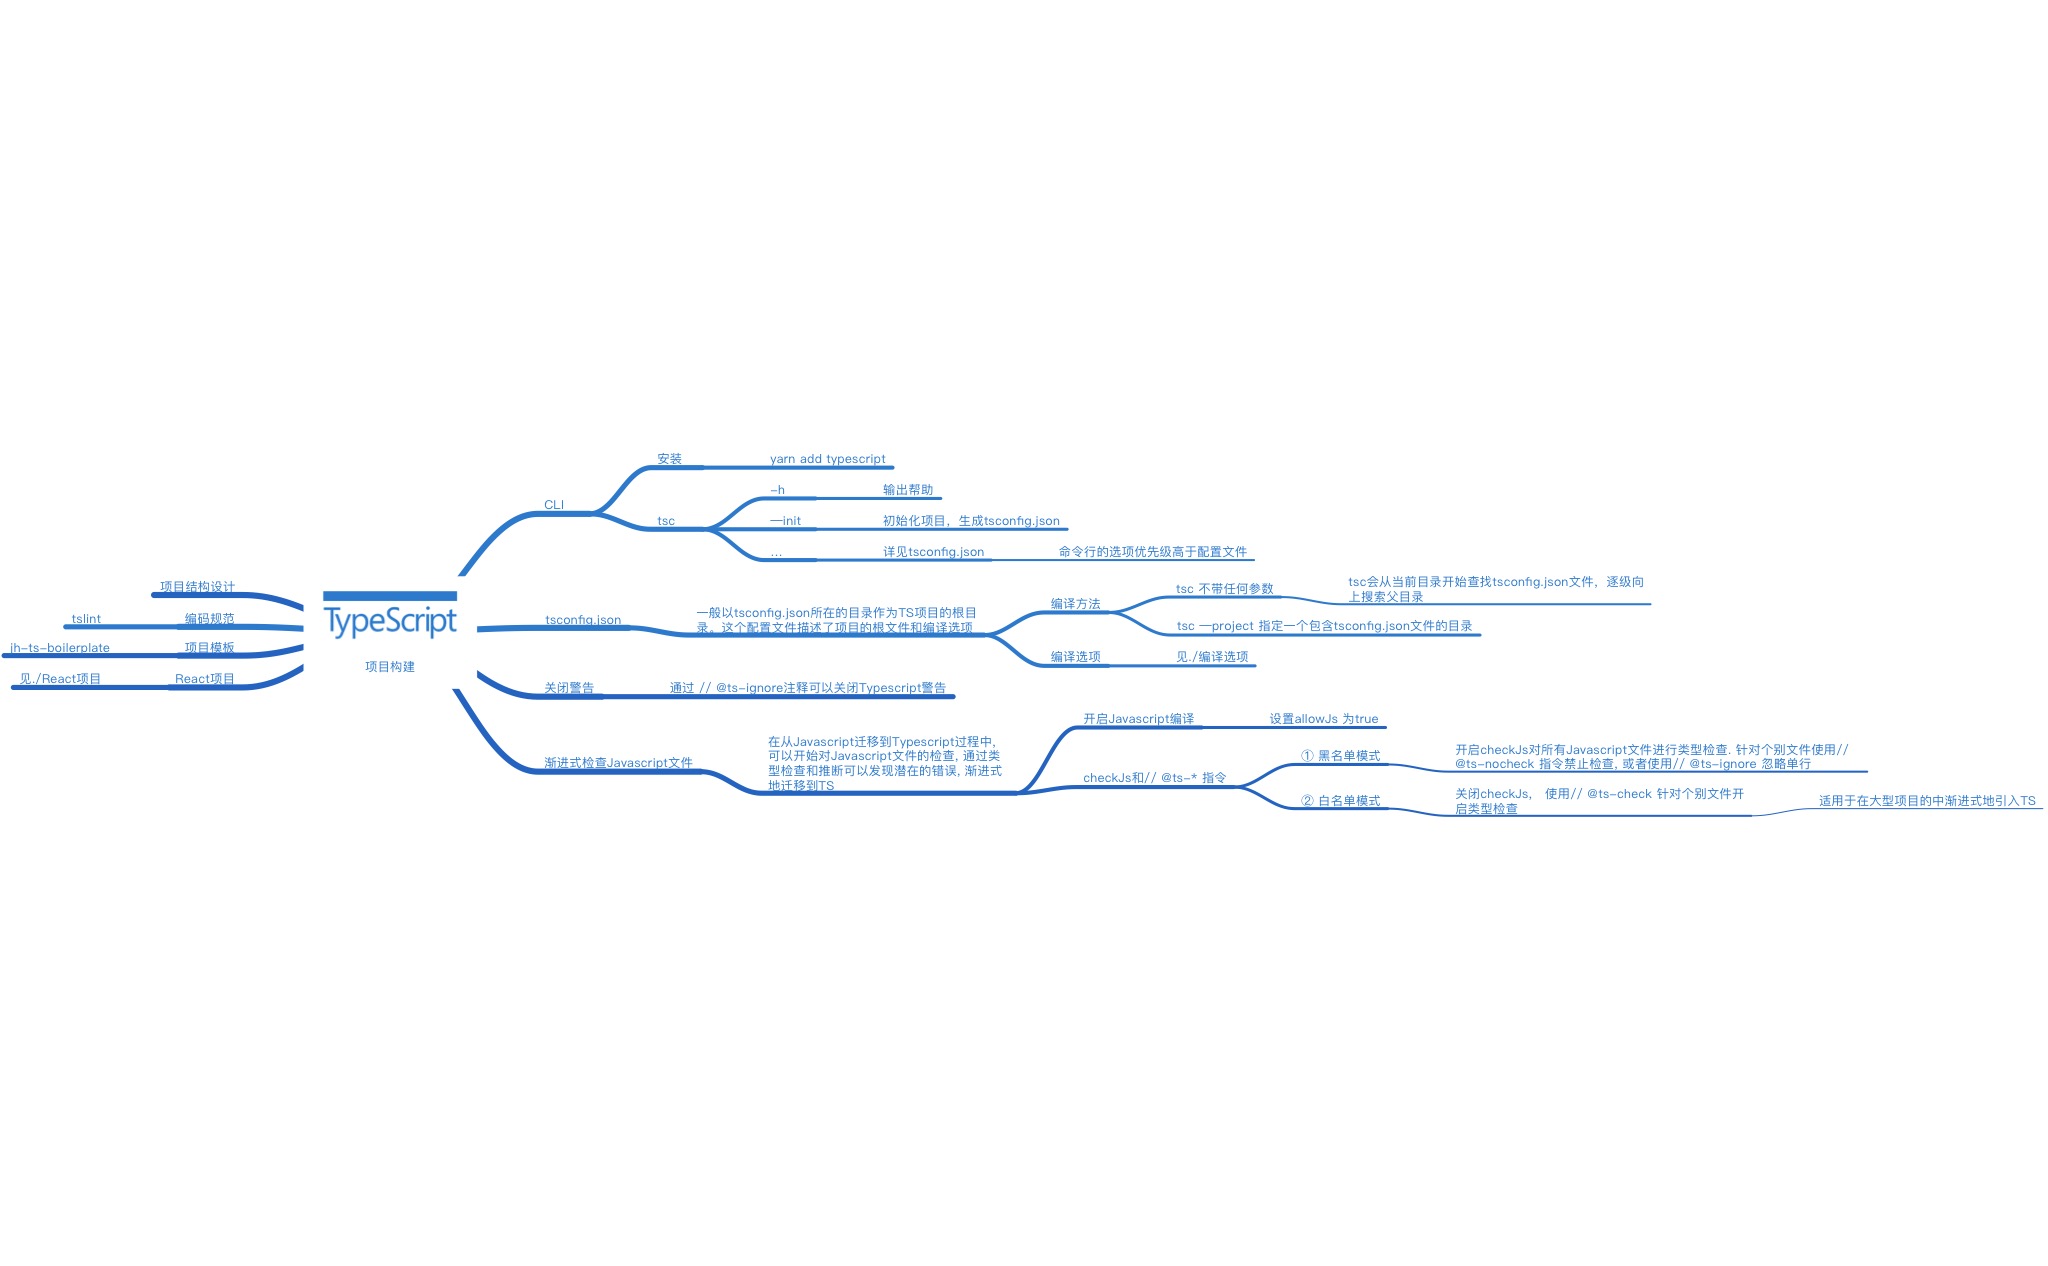 TypeScript
项目构建
CLI
安装
yarn add typescript
tsc
-h
输出帮助
—init
初始化项目，生成tsconfig.json
...
详见tsconfig.json
命令行的选项优先级高于配置文件
tsconfig.json
一般以tsconfig.json所在的目录作为TS项目的根目
录。这个配置文件描述了项目的根文件和编译选项
编译方法
tsc 不带任何参数
tsc会从当前目录开始查找tsconfig.json文件，逐级向
上搜索父目录
tsc —project 指定一个包含tsconfig.json文件的目录
编译选项
见./编译选项
关闭警告
通过 // @ts-ignore注释可以关闭Typescript警告
渐进式检查Javascript文件
在从Javascript迁移到Typescript过程中,
可以开始对Javascript文件的检查, 通过类
型检查和推断可以发现潜在的错误, 渐进式
地迁移到TS
开启Javascript编译
设置allowJs 为true
checkJs和// @ts-* 指令
① 黑名单模式
开启checkJs对所有Javascript文件进行类型检查. 针对个别文件使用//
@ts-nocheck 指令禁止检查, 或者使用// @ts-ignore 忽略单行
② 白名单模式
关闭checkJs， 使用// @ts-check 针对个别文件开
启类型检查
适用于在大型项目的中渐进式地引入TS
项目结构设计
编码规范
tslint
项目模板
jh-ts-boilerplate
React项目
见./React项目